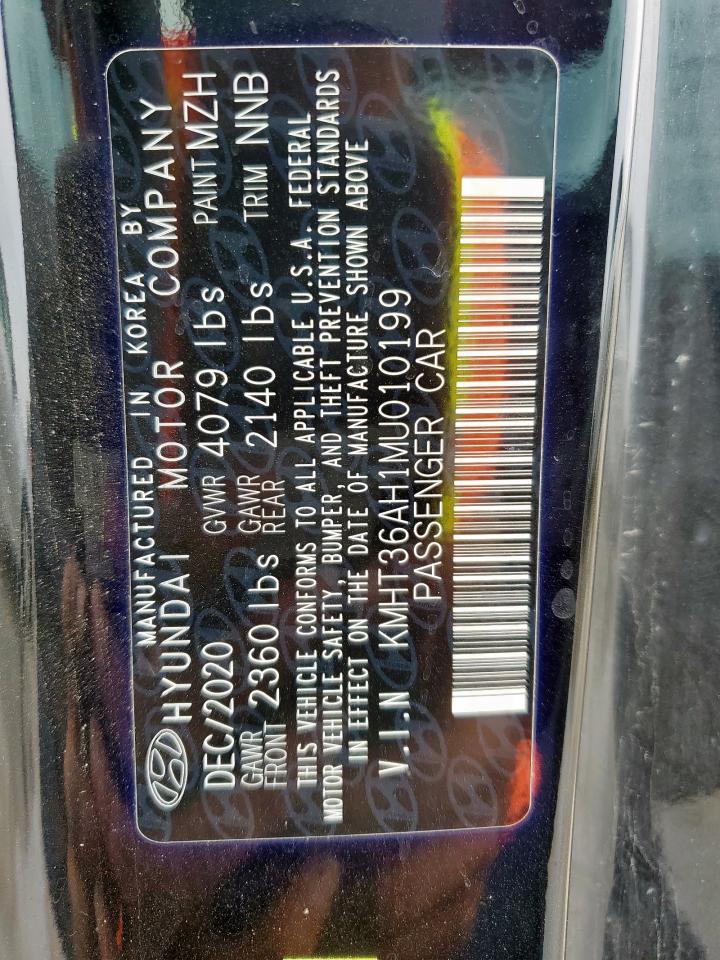 MANUFACTURED IN KOREA BY
HYUNDAI MOTOR COMPANY
DEC/2020 GVWR 4079 lbs PAINT MZH
GAWR FRONT 2360 lbs GAWR REAR 2140 lbs TRIM NNB
THIS VEHICLE CONFORMS TO ALL APPLICABLE U.S.A. FEDERAL
MOTOR VEHICLE SAFETY, BUMPER, AND THEFT PREVENTION STANDARDS
IN EFFECT ON THE DATE OF MANUFACTURE SHOWN ABOVE
V.I.N KMHT36AH1MU010199
PASSENGER CAR